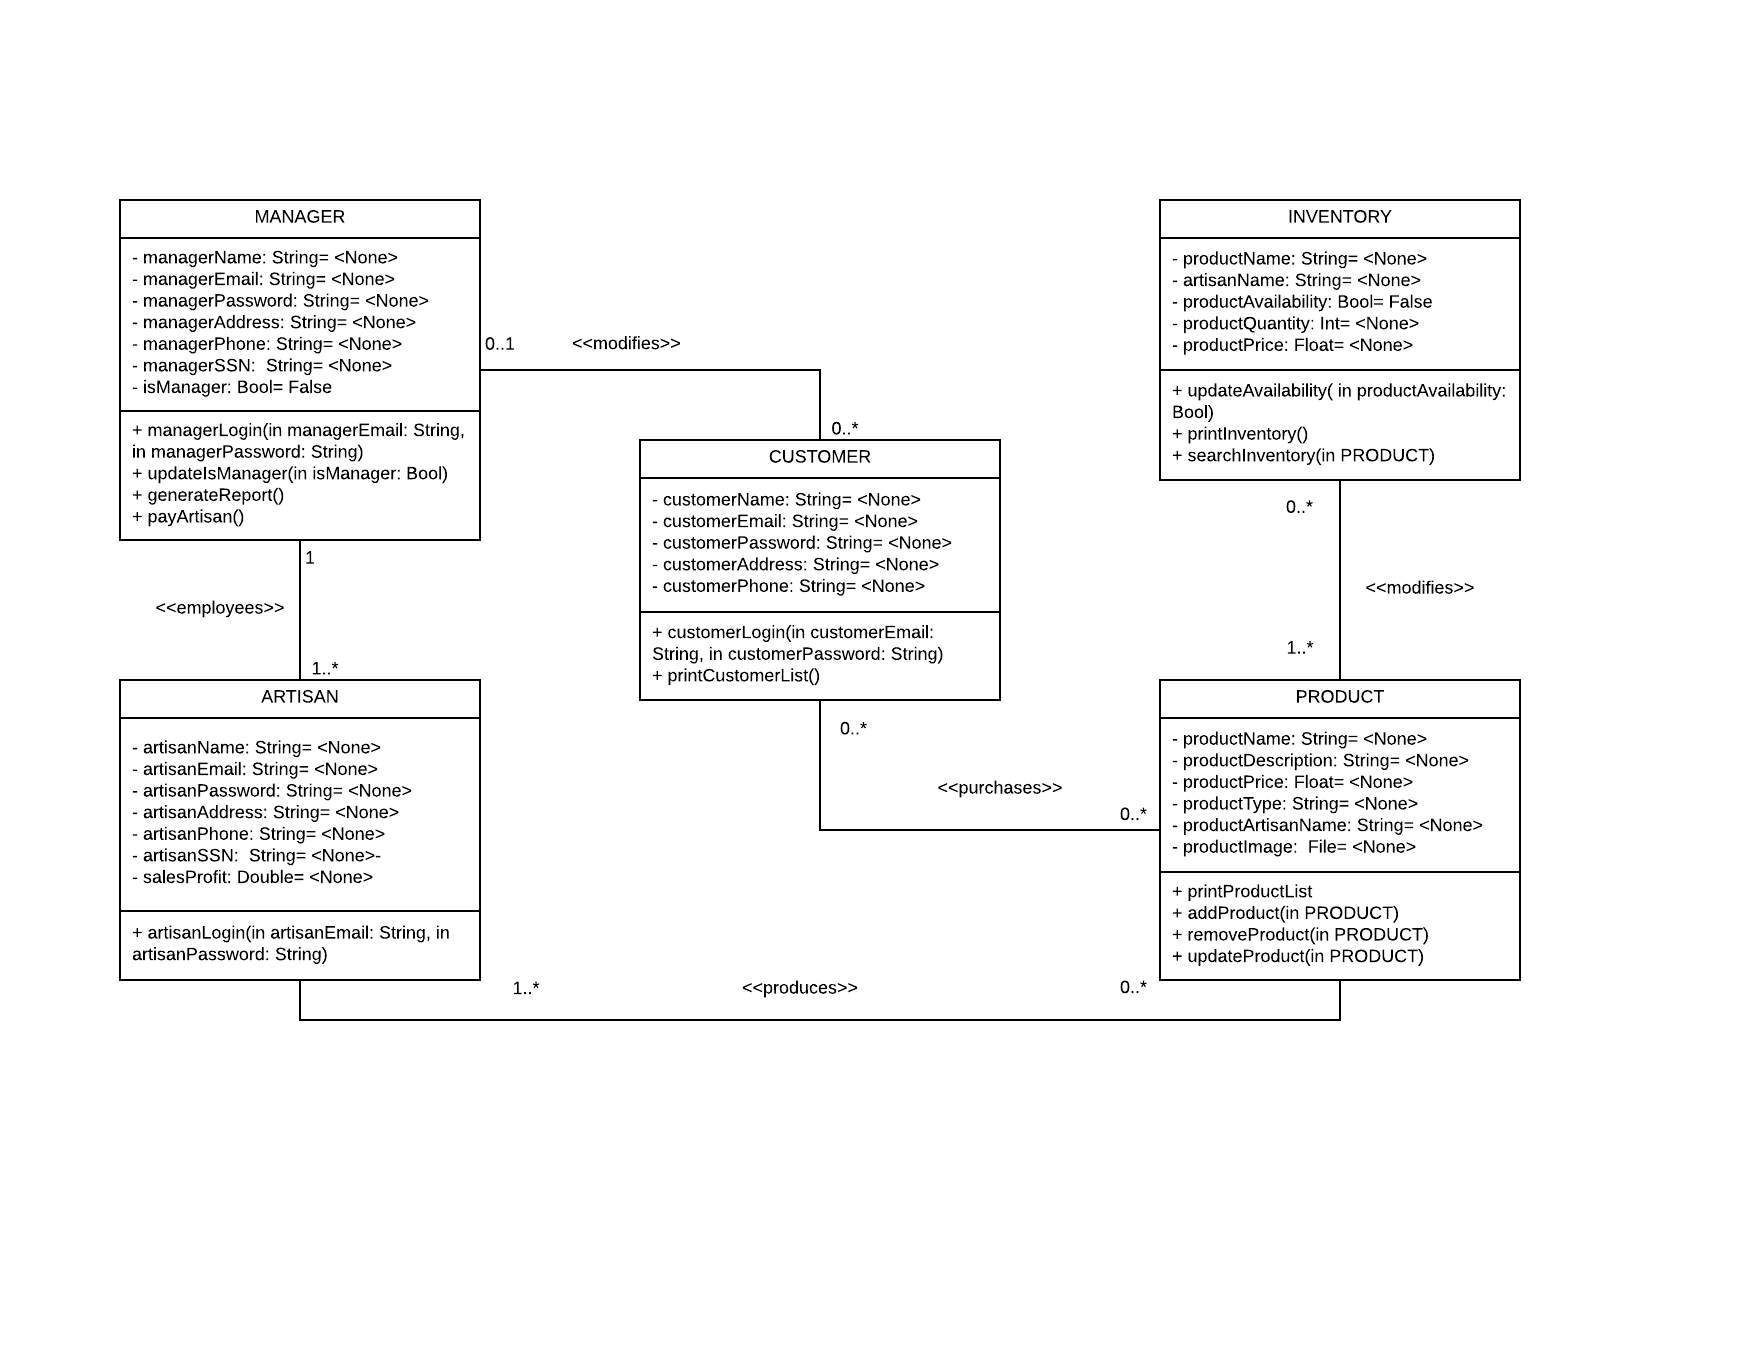 MANAGER
- managerName: String= <None>
- managerEmail: String= <None>
- managerPassword: String= <None>
- managerAddress: String= <None>
- managerPhone: String= <None>
- managerSSN:  String= <None>
- isManager: Bool= False
+ managerLogin(in managerEmail: String,
in managerPassword: String)
+ updateIsManager(in isManager: Bool)
+ generateReport()
+ payArtisan()
0..1
<<modifies>>
0..*
INVENTORY
- productName: String= <None>
- artisanName: String= <None>
- productAvailability: Bool= False
- productQuantity: Int= <None>
- productPrice: Float= <None>
+ updateAvailability( in productAvailability:
Bool)
+ printInventory()
+ searchInventory(in PRODUCT)
CUSTOMER
- customerName: String= <None>
- customerEmail: String= <None>
- customerPassword: String= <None>
- customerAddress: String= <None>
- customerPhone: String= <None>
+ customerLogin(in customerEmail:
String, in customerPassword: String)
+ printCustomerList()
0..*
<<modifies>>
1..*
1
<<employees>>
1..*
ARTISAN
- artisanName: String= <None>
- artisanEmail: String= <None>
- artisanPassword: String= <None>
- artisanAddress: String= <None>
- artisanPhone: String= <None>
- artisanSSN:  String= <None>-
- salesProfit: Double= <None>
+ artisanLogin(in artisanEmail: String, in
artisanPassword: String)
0..*
<<purchases>>
0..*
PRODUCT
- productName: String= <None>
- productDescription: String= <None>
- productPrice: Float= <None>
- productType: String= <None>
- productArtisanName: String= <None>
- productImage:  File= <None>
+ printProductList
+ addProduct(in PRODUCT)
+ removeProduct(in PRODUCT)
+ updateProduct(in PRODUCT)
1..*
<<produces>>
0..*